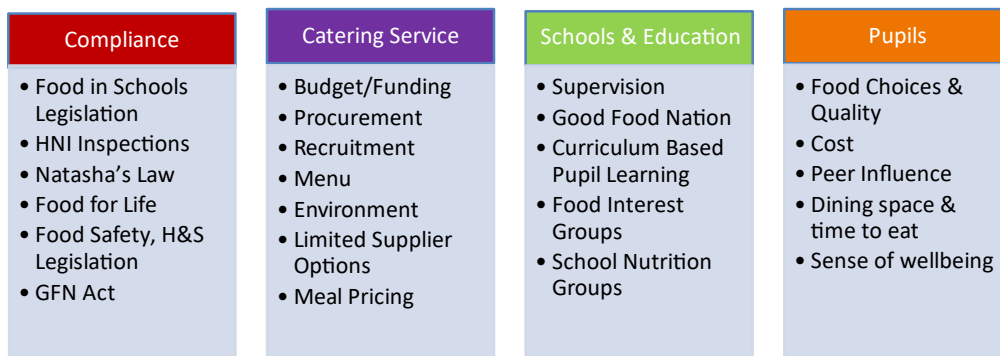 Compliance
• Food in Schools
Legislation
• HNI Inspections
• Natasha's Law
• Food for Life
• Food Safety, H&S
Legislation
• GFN Act
Catering Service
• Budget/Funding
• Procurement
• Recruitment
• Menu
• Environment
• Limited Supplier
Options
• Meal Pricing
Schools & Education
• Supervision
• Good Food Nation
• Curriculum Based
Pupil Learning
• Food Interest
Groups
• School Nutrition
Groups
Pupils
• Food Choices &
Quality
• Cost
• Peer Influence
• Dining space &
time to eat
• Sense of wellbeing